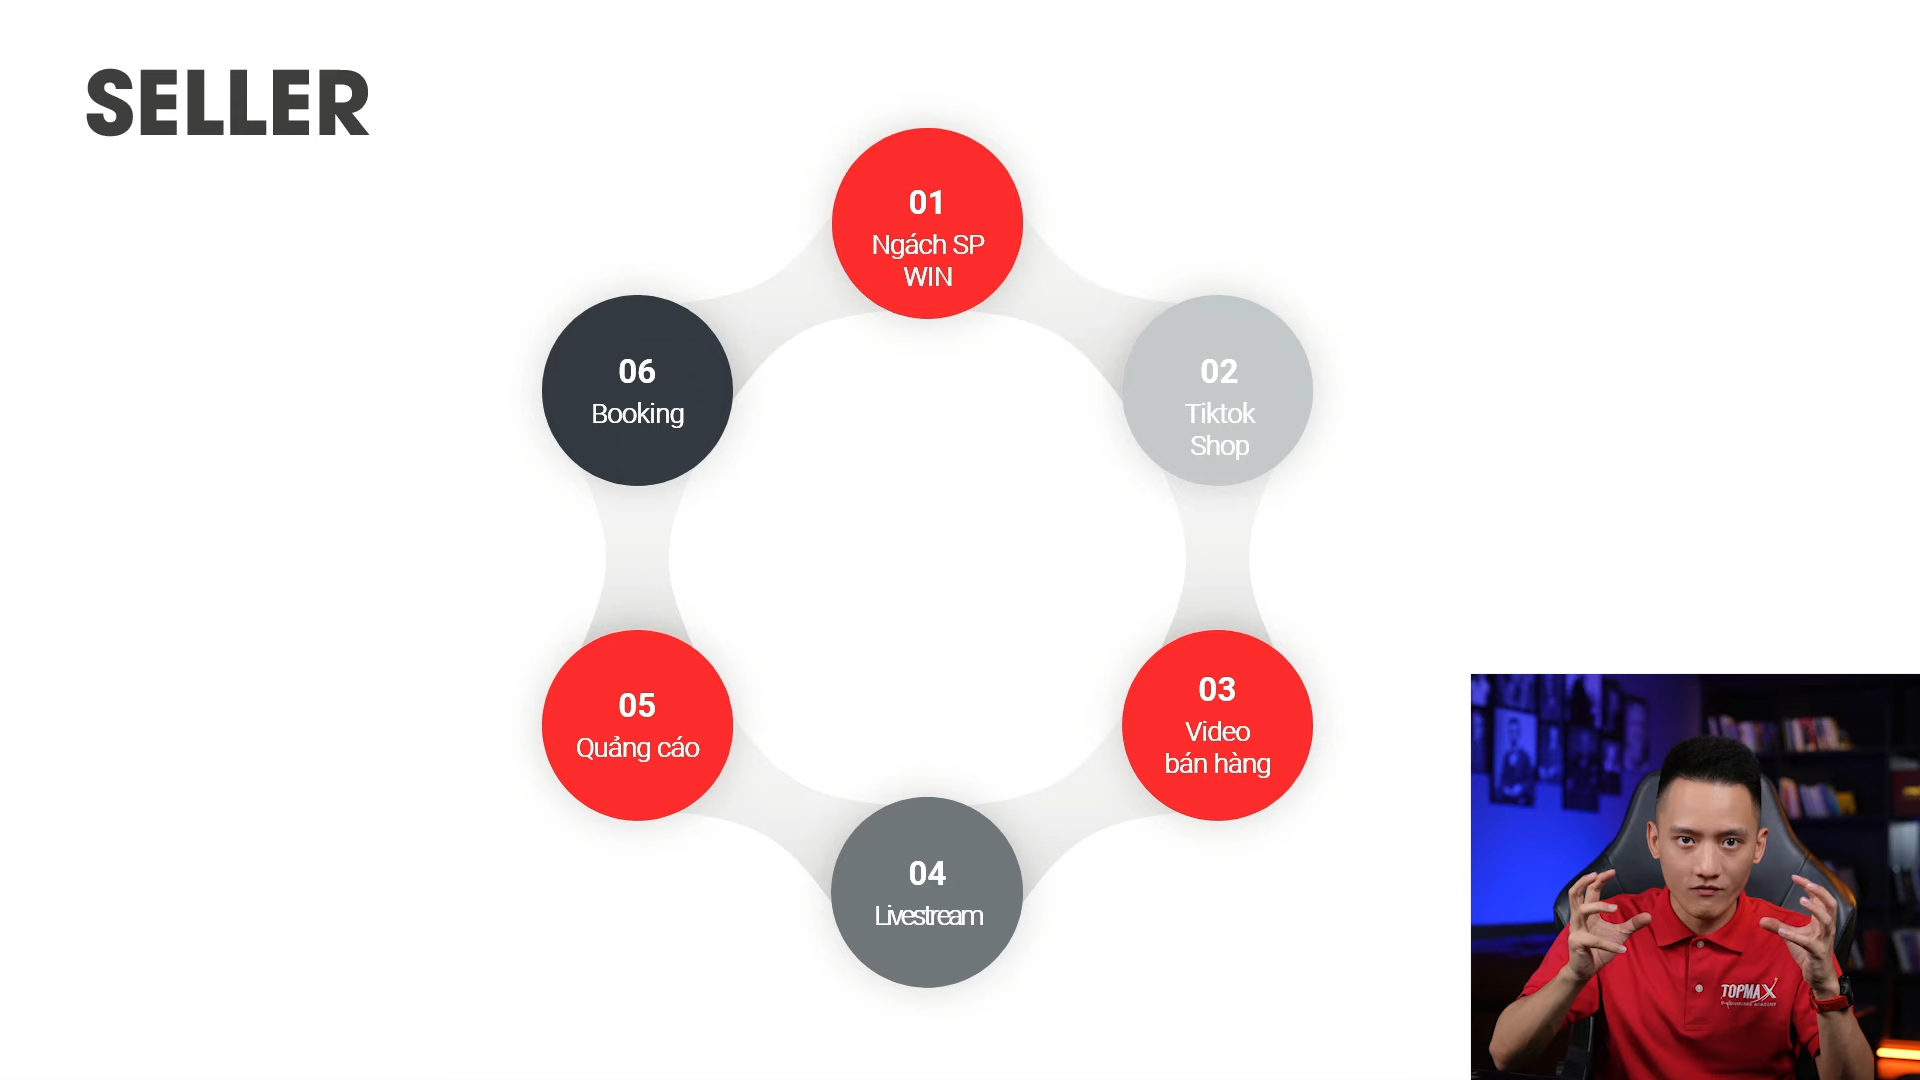 SELLER
01
Ngách SP
WIN
02
Tiktok
Shop
03
Video
bán hàng
04
Livestream
05
Quảng cáo
06
Booking
TOPMAX